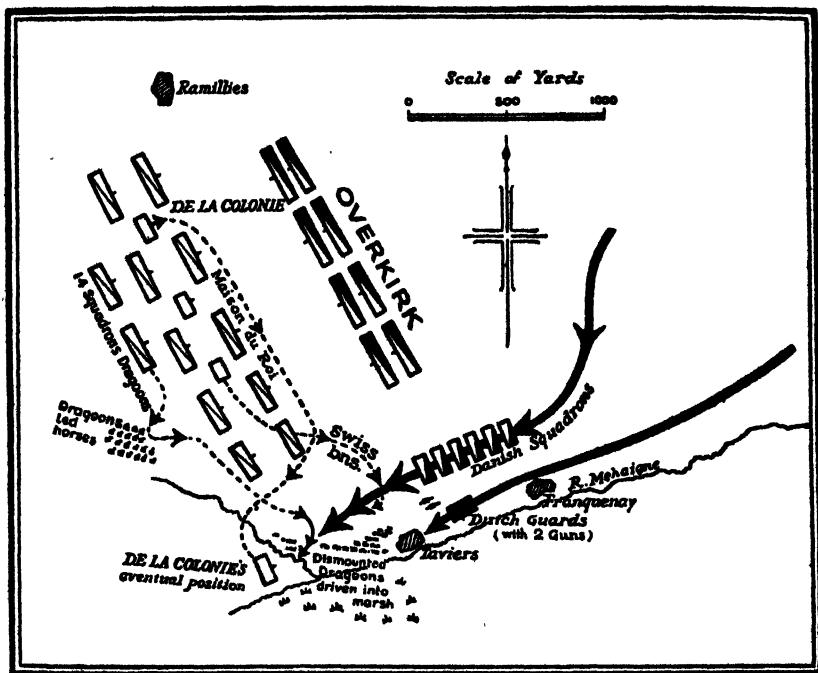 Ramillies
Scale of Yards
0 500 1000
DE LA COLONIE
OVERKIRK
Maison du Roi
14 Squadrons Dragoons
Dragoons
led
horses
Swiss
bns.
Danish Squadrons
R. Mehaigne
Franquenay
Dutch Guards
(with 2 Guns)
Taviers
DE LA COLONIE'S
eventual position
Dismounted
Dragoons
driven into
marsh